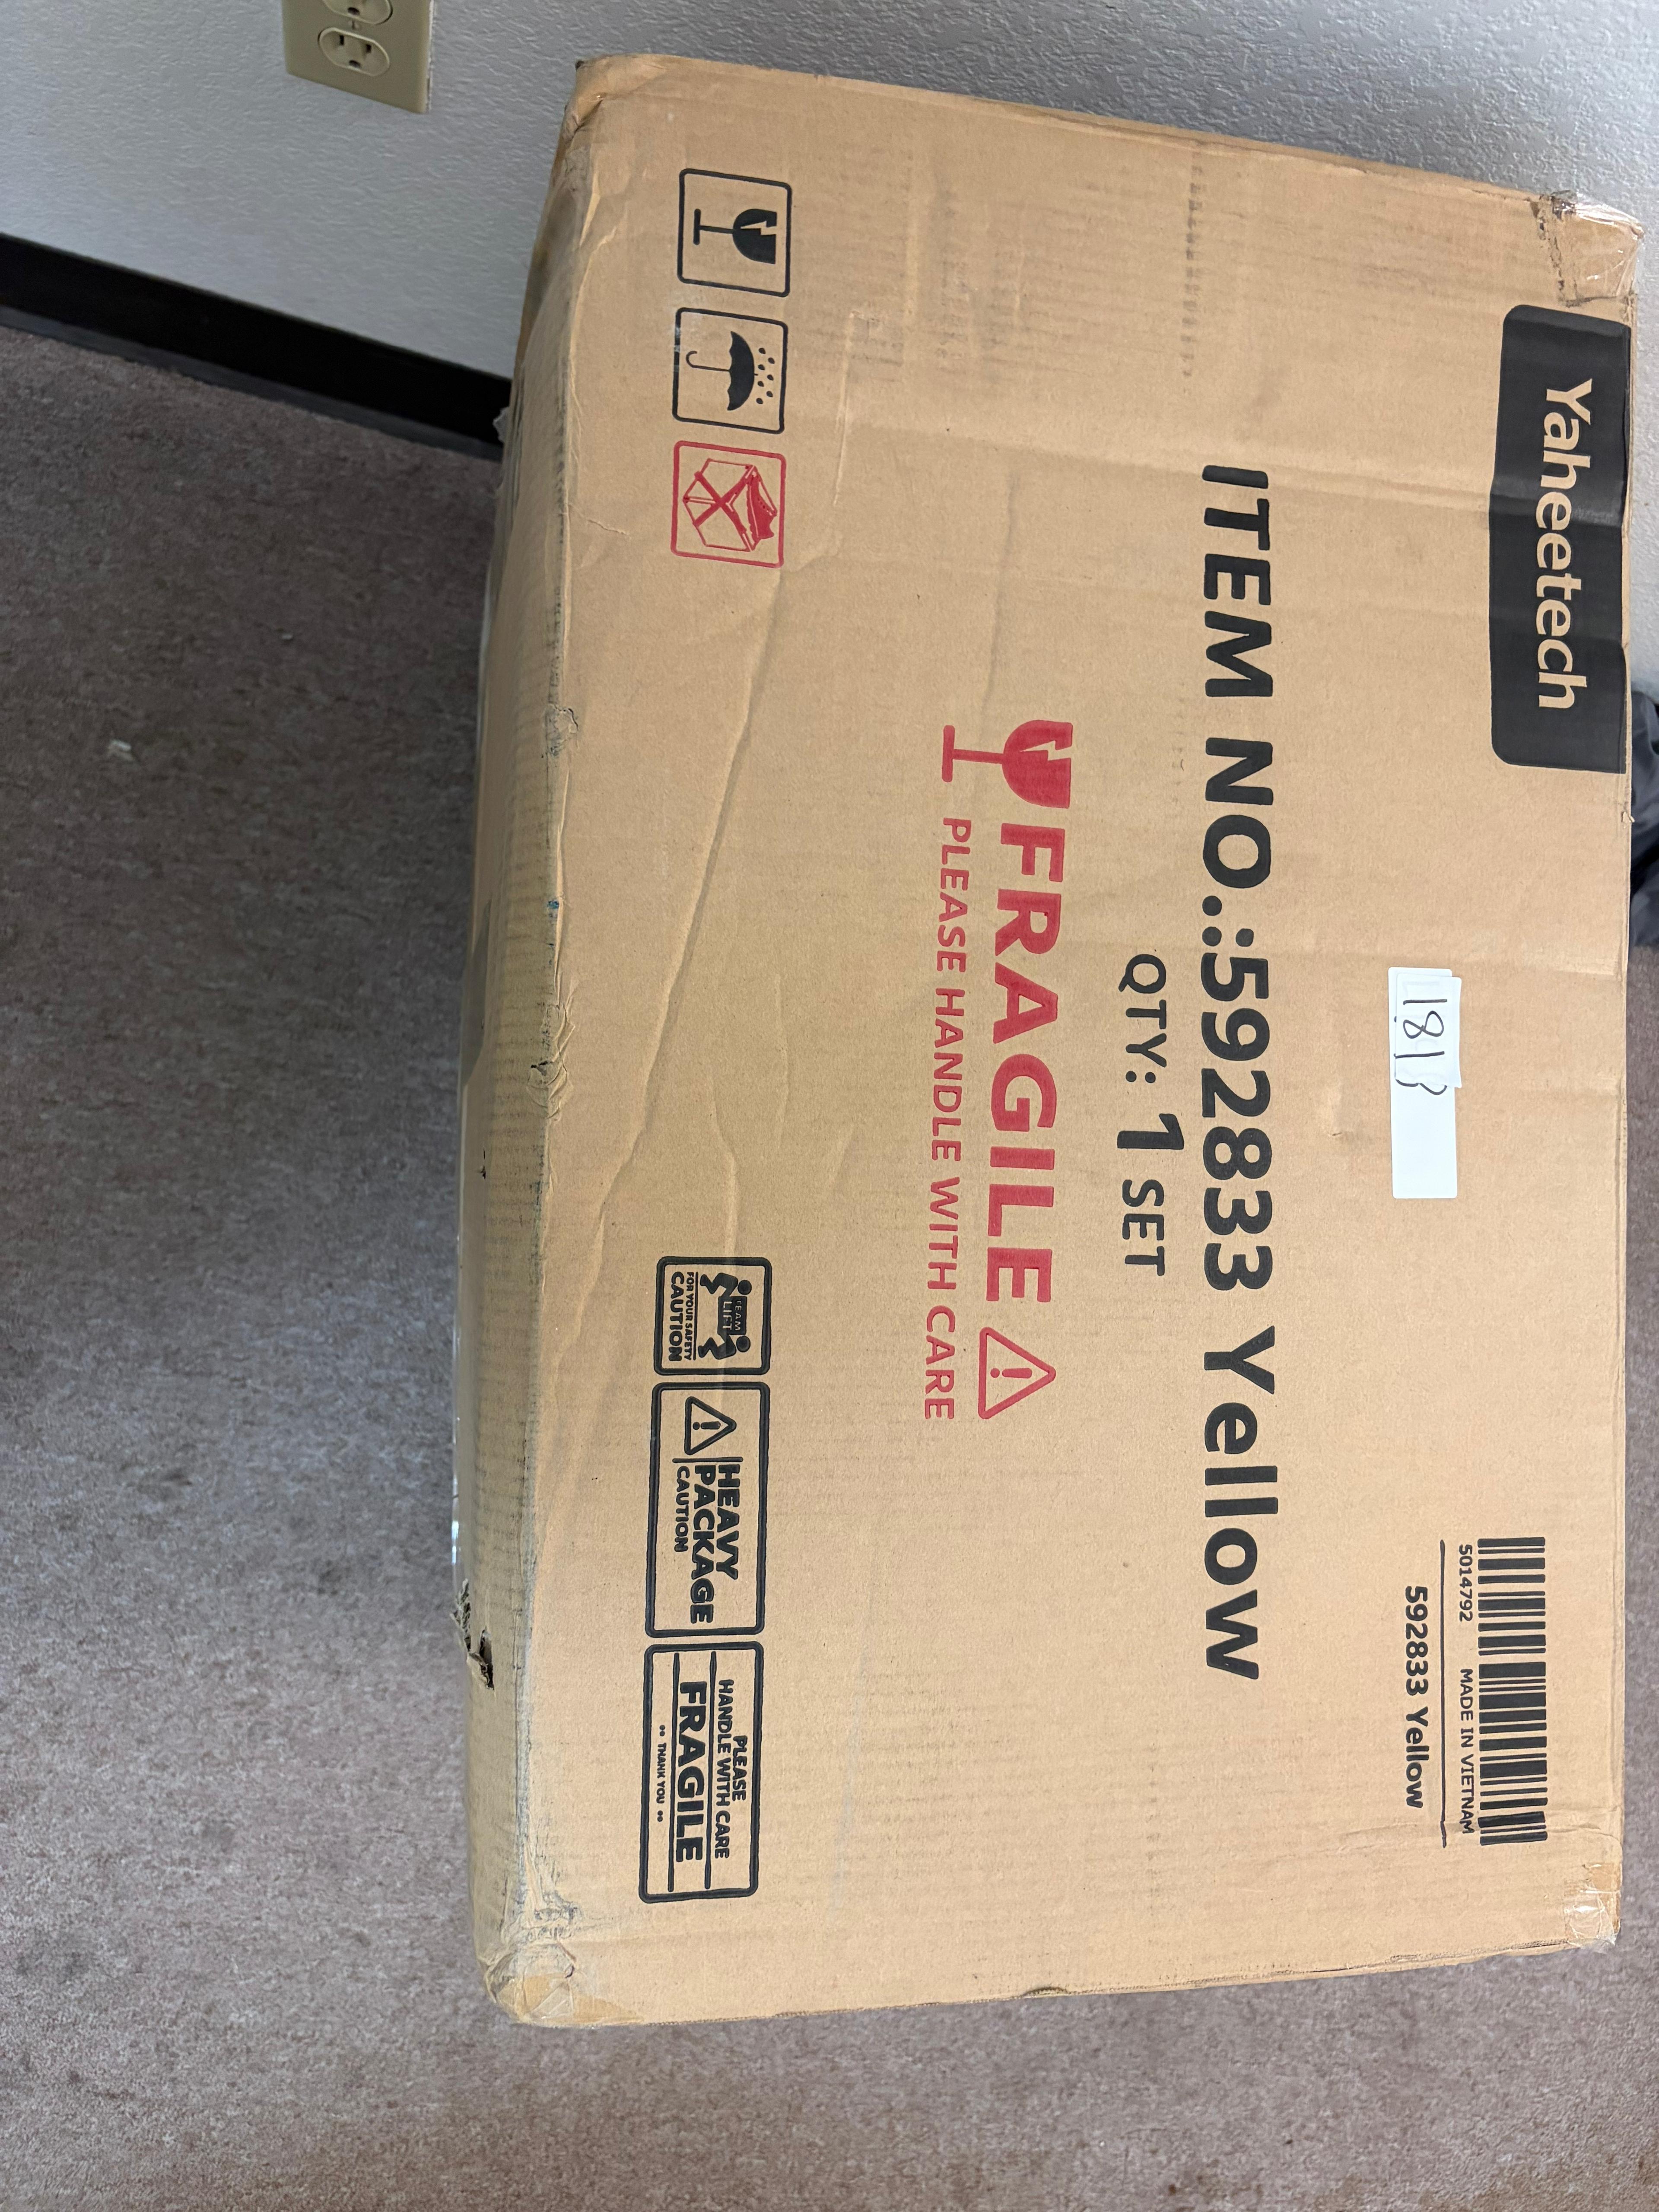 Yaheetech
5014792 MADE IN VIETNAM
592833 Yellow
ITEM NO.:592833 Yellow
QTY: 1 SET
FRAGILE
PLEASE HANDLE WITH CARE
TEAM
LIFT
FOR YOUR SAFETY
CAUTION
HEAVY
PACKAGE
CAUTION
PLEASE
HANDLE WITH CARE
FRAGILE
THANK YOU